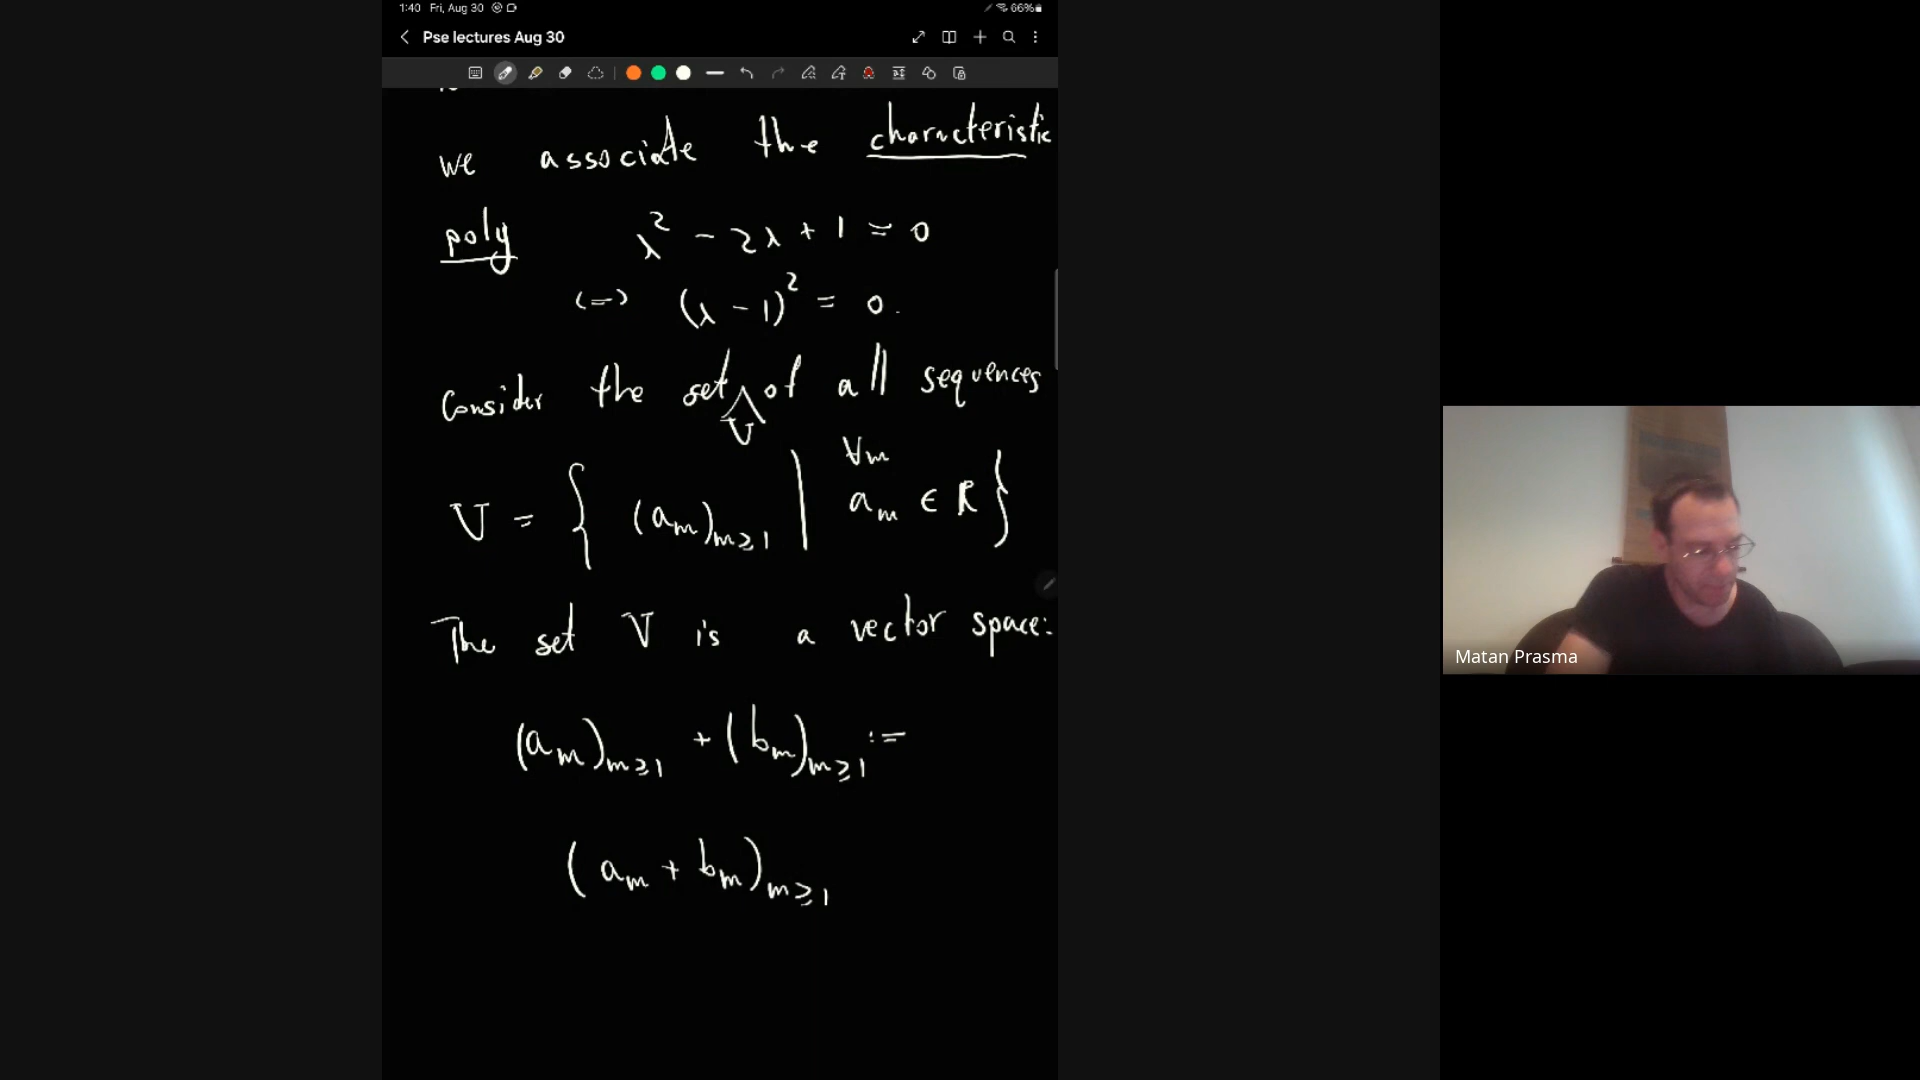 1:40 Fri, Aug 30
66%
Pse lectures Aug 30
we associate the characteristic
poly λ² - 2λ + 1 = 0
<=> (λ - 1)² = 0.
Consider the set V of all sequences
V = { (aₘ)ₘ≥₁ | ∀m aₘ ∈ ℝ }
The set V is a vector space:
(aₘ)ₘ≥₁ + (bₘ)ₘ≥₁ :=
(aₘ + bₘ)ₘ≥₁
Matan Prasma